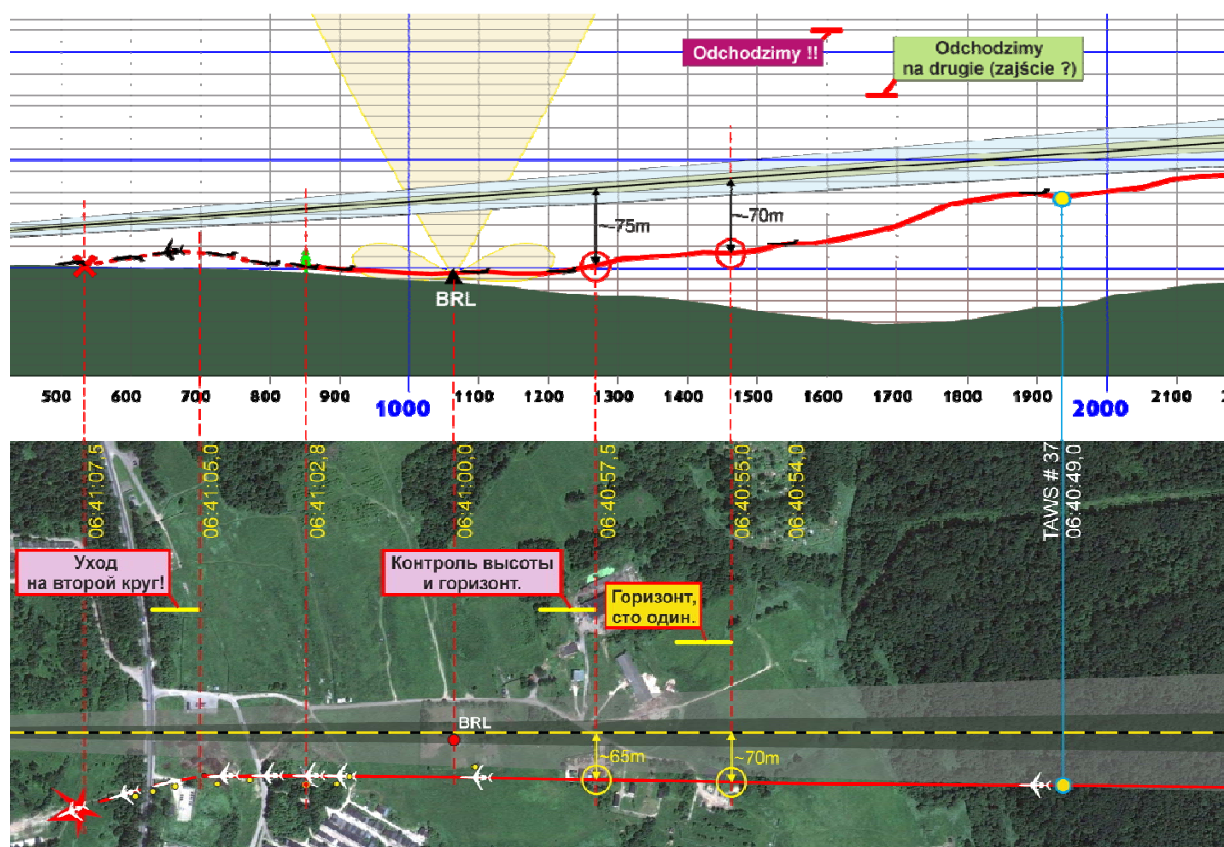 Odchodzimy !!
Odchodzimy
na drugie (zajście ?)
~75m
~70m
BRL
500 600 700 800 900 1000 1100 1200 1300 1400 1500 1600 1700 1800 1900 2000 2100
06:41:07,5
06:41:05,0
06:41:02,8
06:41:00,0
06:40:57,5
06:40:55,0
06:40:54,0
TAWS # 37
06:40:49,0
Уход
на второй круг!
Контроль высоты
и горизонт.
Горизонт,
сто один.
BRL
~65m
~70m